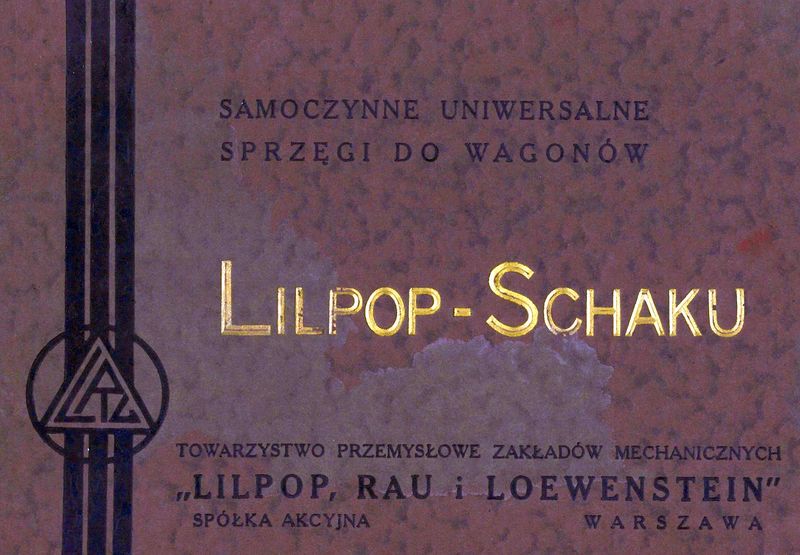 SAMOCZYNNE UNIWERSALNE
SPRZĘGI DO WAGONÓW
LILPOP-SCHAKU
TOWARZYSTWO PRZEMYSŁOWE ZAKŁADÓW MECHANICZNYCH
„LILPOP, RAU i LOEWENSTEIN”
SPÓŁKA AKCYJNA WARSZAWA